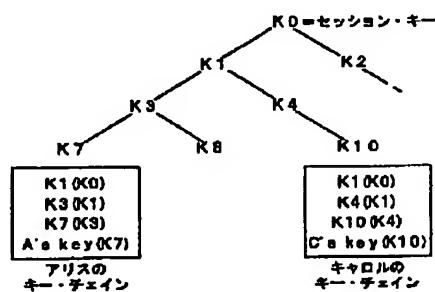 K0=セッション・キー
K1
K2
K3
K4
K7
K8
K10
K1(K0)
K3(K1)
K7(K3)
A's key(K7)
アリスの
キー・チェイン
K1(K0)
K4(K1)
K10(K4)
C's key(K10)
キャロルの
キー・チェイン